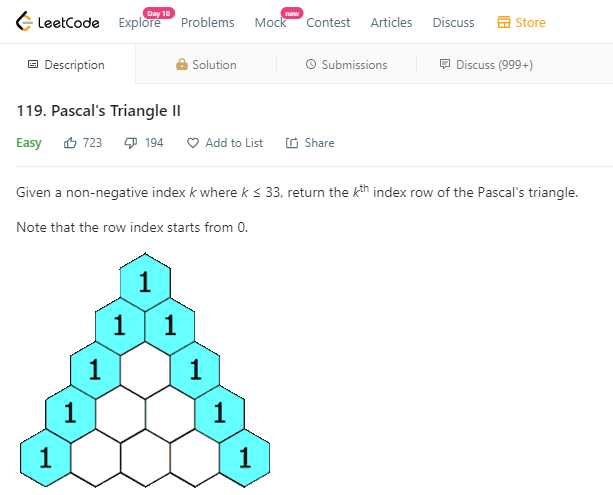 LeetCode Explore Day 10 Problems Mock new Contest Articles Discuss Store
Description Solution Submissions Discuss (999+)
119. Pascal's Triangle II
Easy 723 194 Add to List Share
Given a non-negative index k where k ≤ 33, return the kth index row of the Pascal's triangle.
Note that the row index starts from 0.
1
1 1
1 1
1 1
1 1